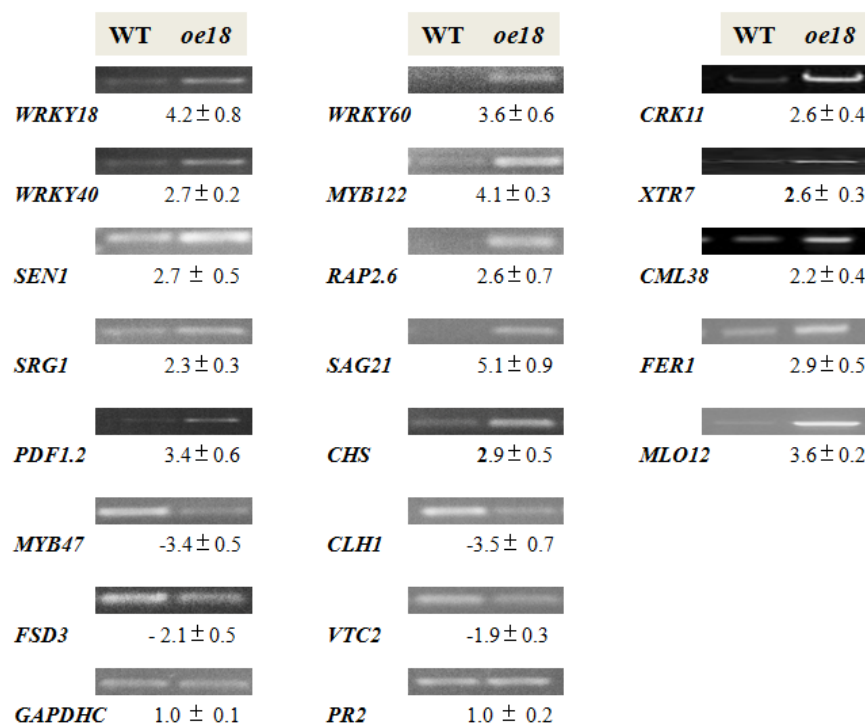 WT oe18 WT oe18 WT oe18
WRKY18 4.2 ± 0.8 WRKY60 3.6 ± 0.6 CRK11 2.6 ± 0.4
WRKY40 2.7 ± 0.2 MYB122 4.1 ± 0.3 XTR7 2.6 ± 0.3
SEN1 2.7 ± 0.5 RAP2.6 2.6 ± 0.7 CML38 2.2 ± 0.4
SRG1 2.3 ± 0.3 SAG21 5.1 ± 0.9 FER1 2.9 ± 0.5
PDF1.2 3.4 ± 0.6 CHS 2.9 ± 0.5 MLO12 3.6 ± 0.2
MYB47 -3.4 ± 0.5 CLH1 -3.5 ± 0.7
FSD3 - 2.1 ± 0.5 VTC2 -1.9 ± 0.3
GAPDHC 1.0 ± 0.1 PR2 1.0 ± 0.2